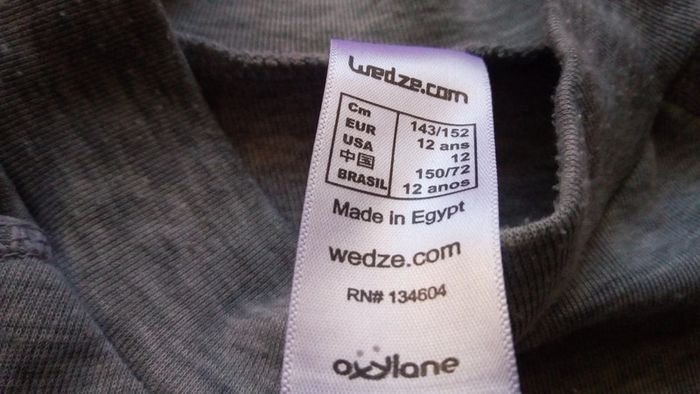 wedze.com
Cm 143/152
EUR 12 ans
USA 12
中国 150/72
BRASIL 12 anos
Made in Egypt
wedze.com
RN# 134604
oxylane